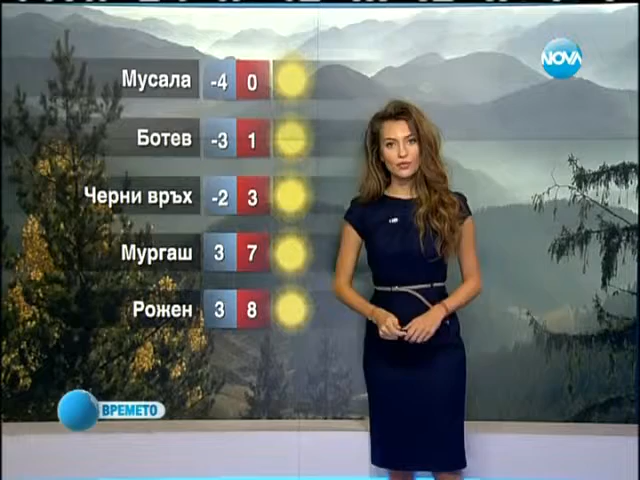 NOVA
Мусала -4 0
Ботев -3 1
Черни връх -2 3
Мургаш 3 7
Рожен 3 8
ВРЕМЕТО